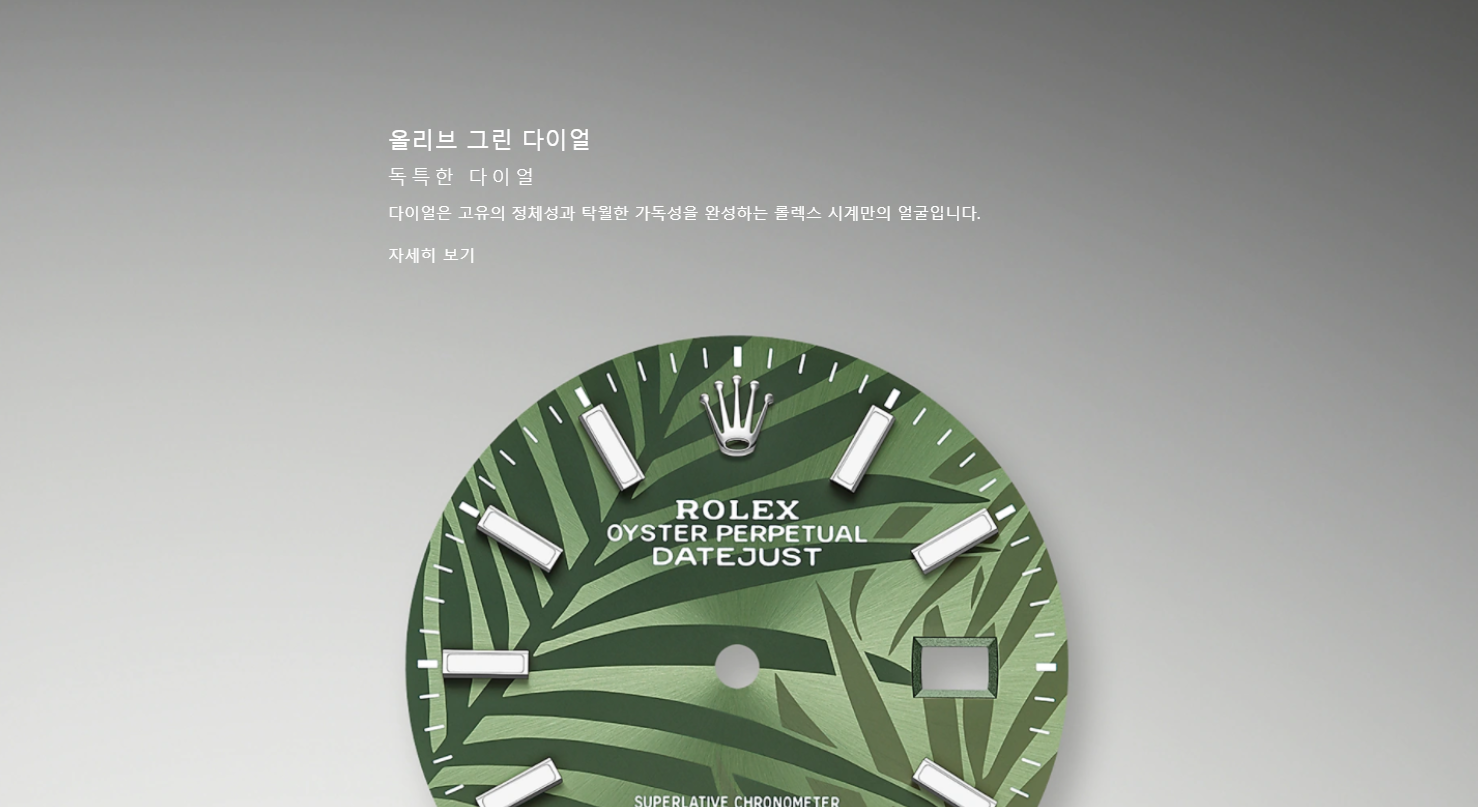 올리브 그린 다이얼
독특한 다이얼
다이얼은 고유의 정체성과 탁월한 가독성을 완성하는 롤렉스 시계만의 얼굴입니다.
자세히 보기
ROLEX
OYSTER PERPETUAL
DATEJUST
SUPERLATIVE CHRONOMETER